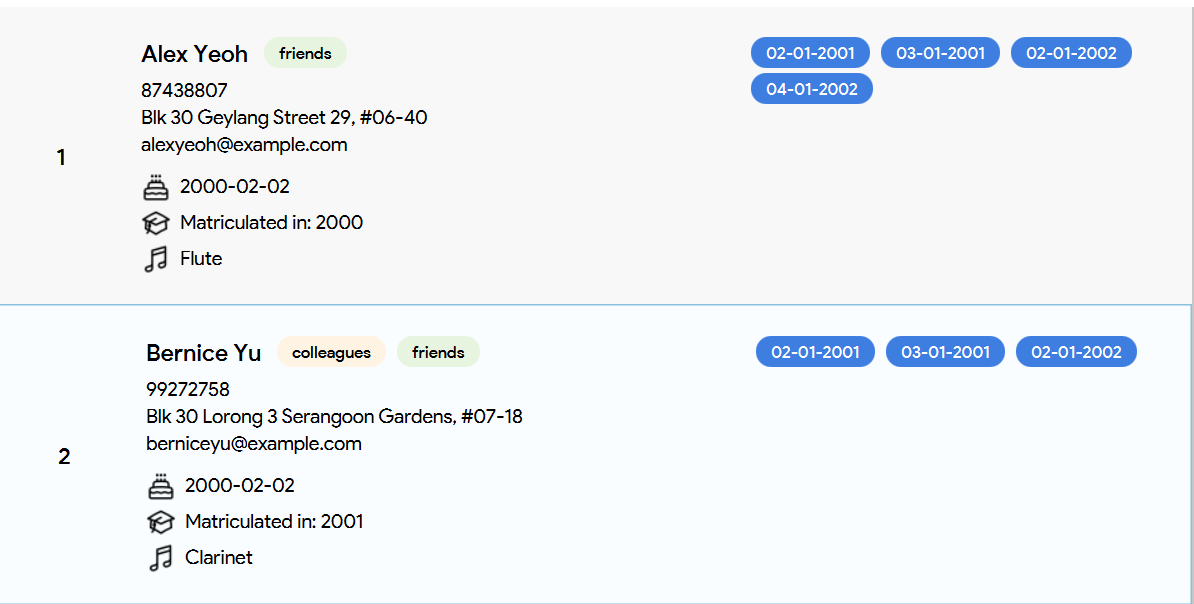 1
Alex Yeoh friends
87438807
Blk 30 Geylang Street 29, #06-40
alexyeoh@example.com
2000-02-02
Matriculated in: 2000
Flute
02-01-2001 03-01-2001 02-01-2002
04-01-2002
2
Bernice Yu colleagues friends
99272758
Blk 30 Lorong 3 Serangoon Gardens, #07-18
berniceyu@example.com
2000-02-02
Matriculated in: 2001
Clarinet
02-01-2001 03-01-2001 02-01-2002